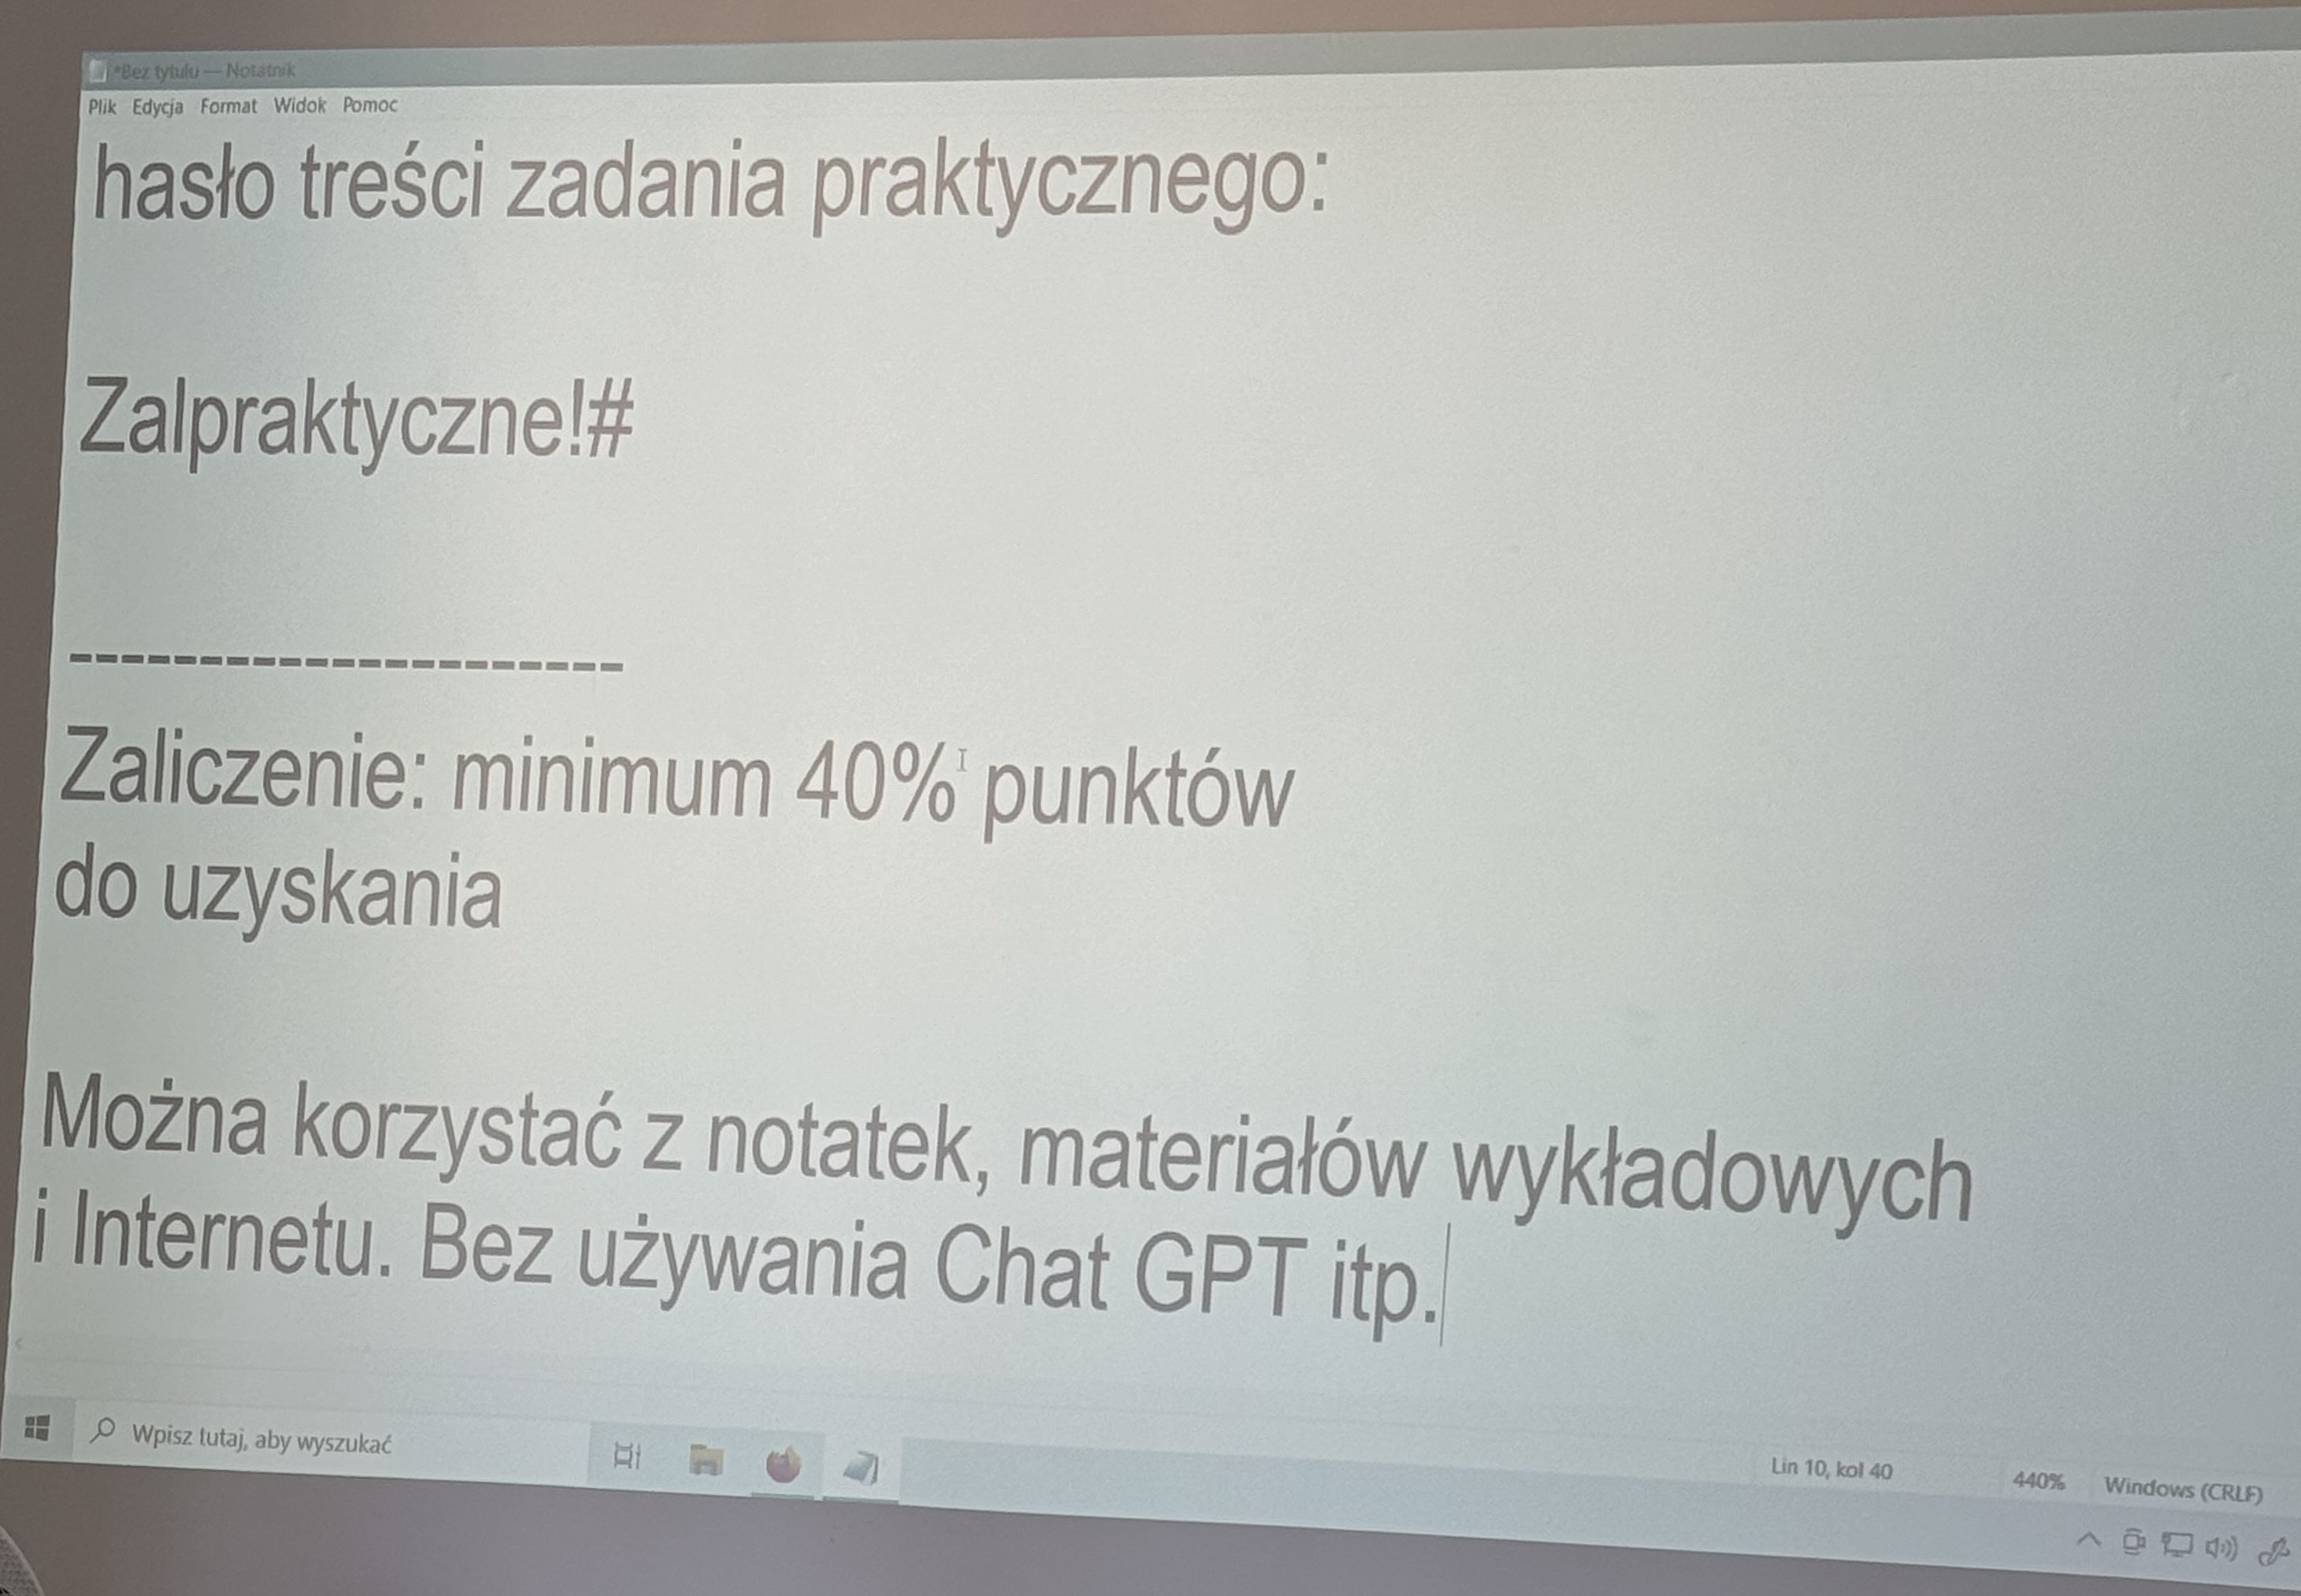 *Bez tytułu — Notatnik
Plik Edycja Format Widok Pomoc
hasło treści zadania praktycznego:
Zalpraktyczne!#
---------------------
Zaliczenie: minimum 40% punktów
do uzyskania
Można korzystać z notatek, materiałów wykładowych
i Internetu. Bez używania Chat GPT itp.
Lin 10, kol 40 440% Windows (CRLF)
Wpisz tutaj, aby wyszukać